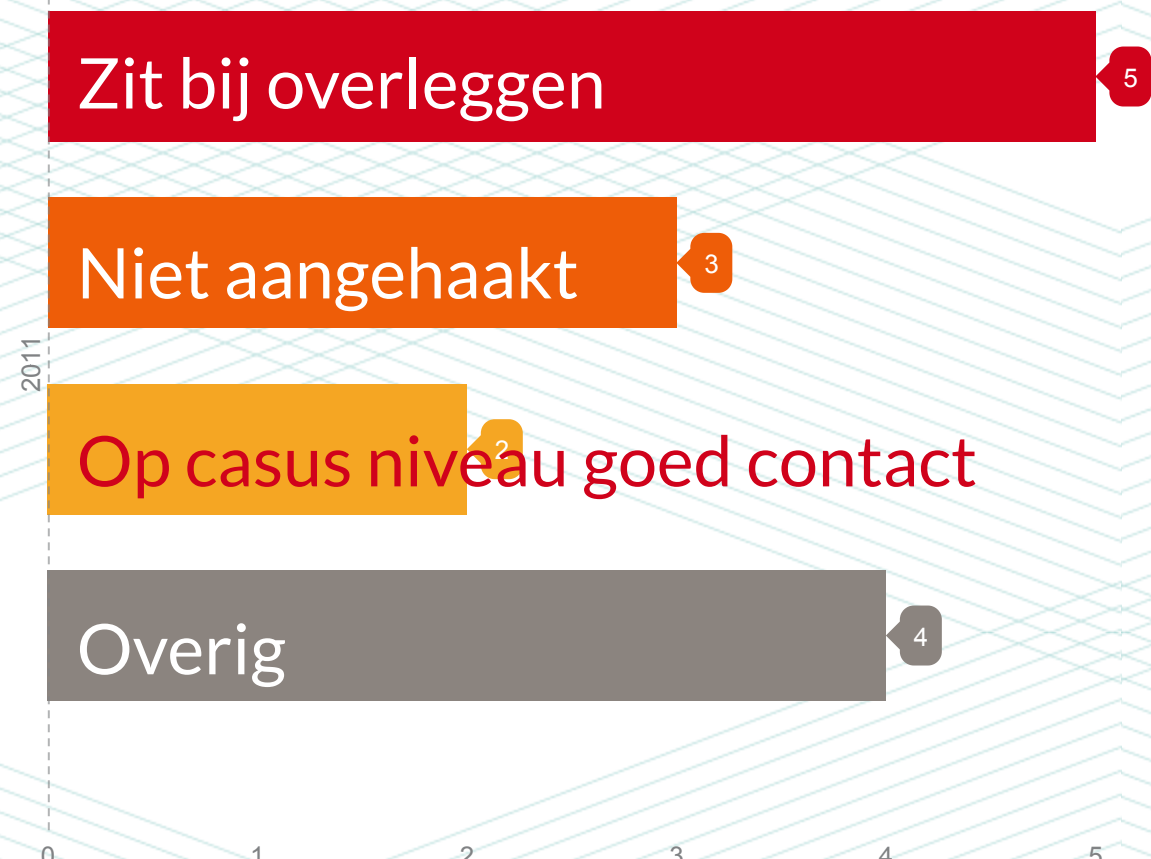 Zit bij overleggen
5
Niet aangehaakt
3
2011
Op casus niveau goed contact
2
Overig
4
0 1 2 3 4 5